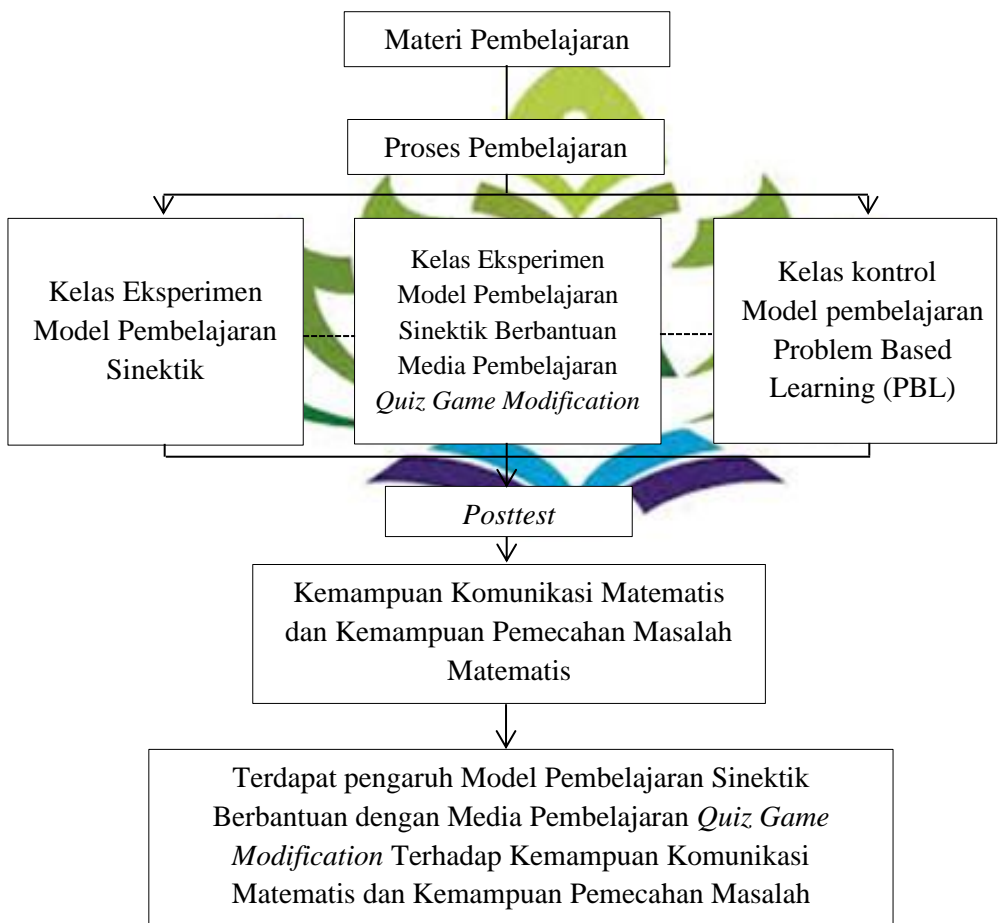 Materi Pembelajaran
Proses Pembelajaran
Kelas Eksperimen
Model Pembelajaran
Sinektik
Kelas Eksperimen
Model Pembelajaran
Sinektik Berbantuan
Media Pembelajaran
Quiz Game Modification
Kelas kontrol
Model pembelajaran
Problem Based
Learning (PBL)
Posttest
Kemampuan Komunikasi Matematis
dan Kemampuan Pemecahan Masalah
Matematis
Terdapat pengaruh Model Pembelajaran Sinektik
Berbantuan dengan Media Pembelajaran Quiz Game
Modification Terhadap Kemampuan Komunikasi
Matematis dan Kemampuan Pemecahan Masalah